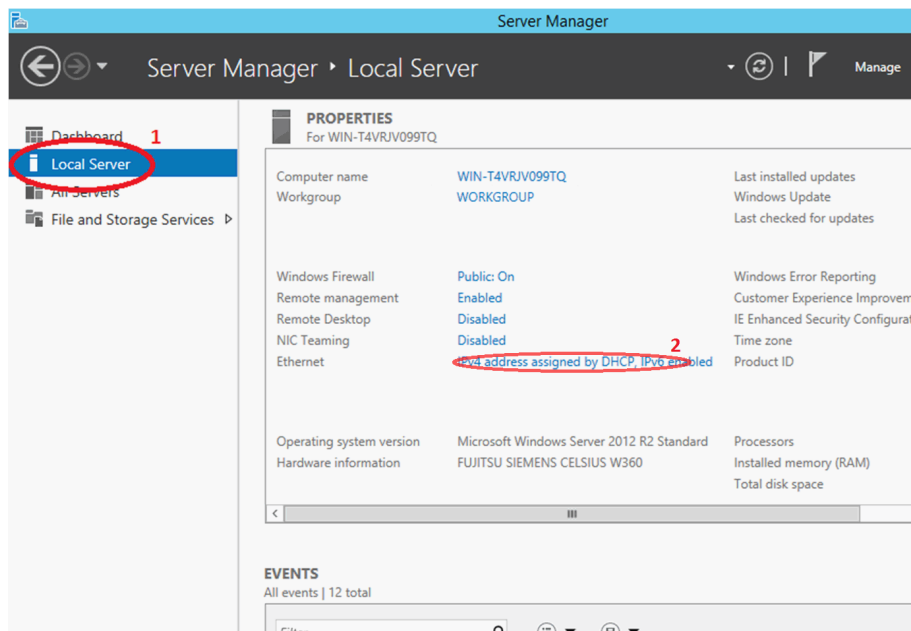 Server Manager
Server Manager ‣ Local Server
Manage
Dashboard 1
Local Server
All Servers
File and Storage Services
PROPERTIES
For WIN-T4VRJV099TQ
Computer name WIN-T4VRJV099TQ Last installed updates
Workgroup WORKGROUP Windows Update
Last checked for updates
Windows Firewall Public: On Windows Error Reporting
Remote management Enabled Customer Experience Improvem
Remote Desktop Disabled IE Enhanced Security Configurat
NIC Teaming Disabled Time zone
2
Ethernet IPv4 address assigned by DHCP, IPv6 enabled Product ID
Operating system version Microsoft Windows Server 2012 R2 Standard Processors
Hardware information FUJITSU SIEMENS CELSIUS W360 Installed memory (RAM)
Total disk space
EVENTS
All events | 12 total
Filter